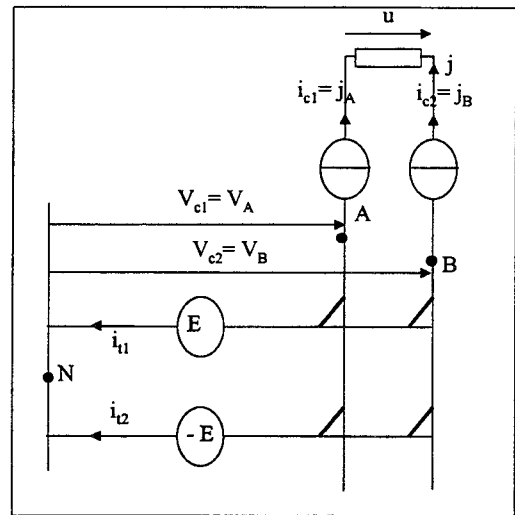 u
j
i_c1 = j_A
i_c2 = j_B
V_c1 = V_A
A
V_c2 = V_B
B
E
i_t1
N
i_t2
- E